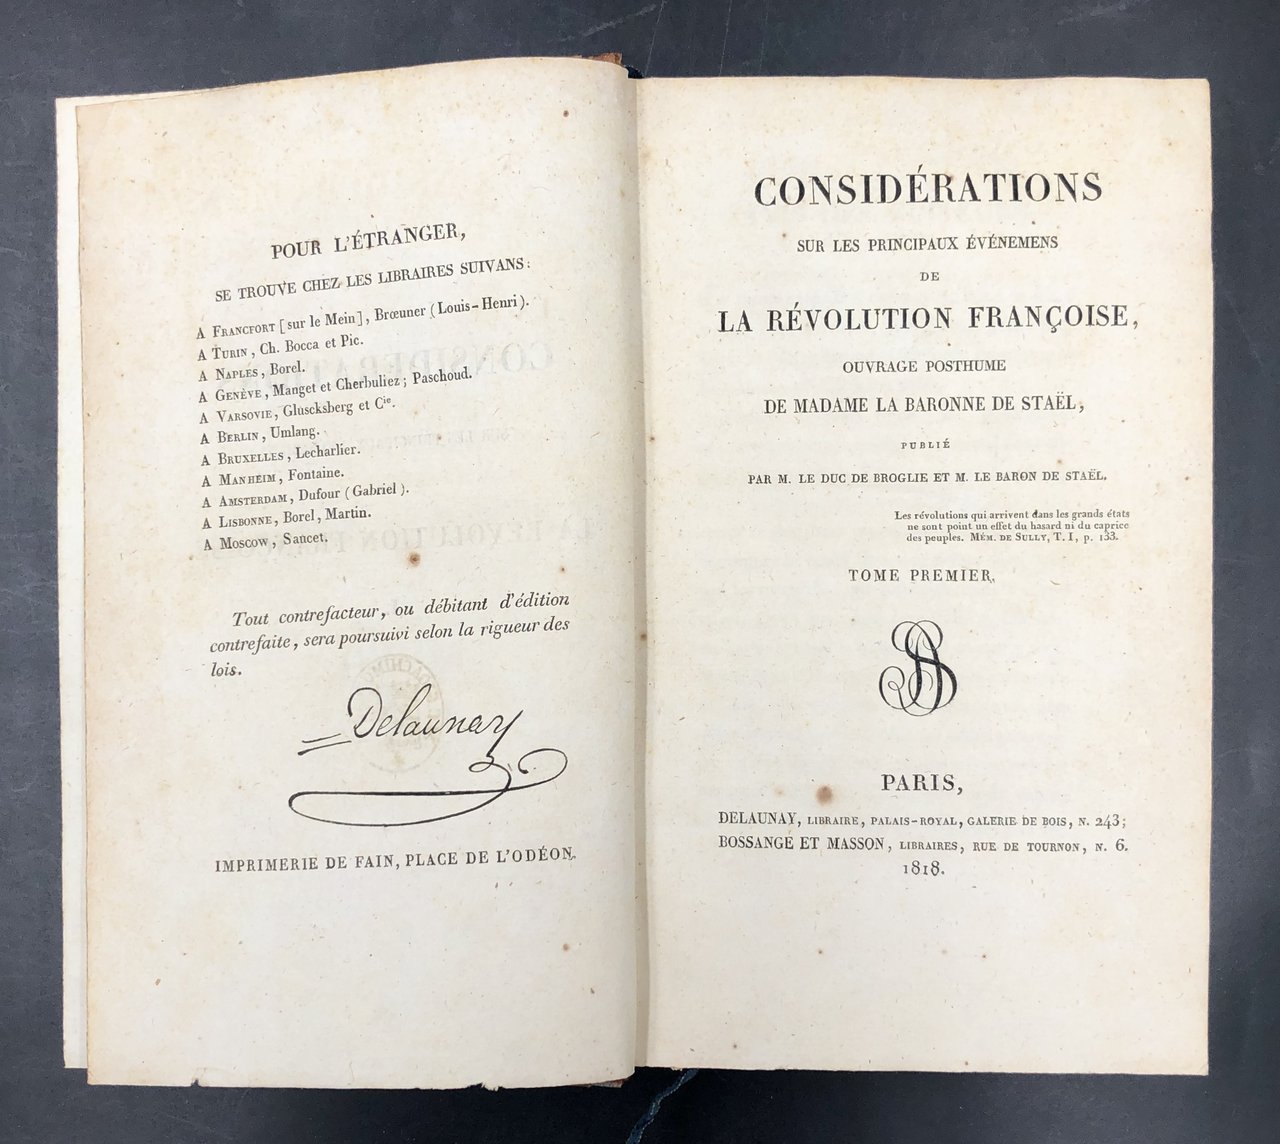 POUR L'ÉTRANGER,
SE TROUVE CHEZ LES LIBRAIRES SUIVANS:
A FRANCFORT [sur le Mein], Brœuner (Louis-Henri).
A TURIN, Ch. Bocca et Pic.
A NAPLES, Borel.
A GENÈVE, Manget et Cherbuliez; Paschoud.
A VARSOVIE, Glucksberg et Cie.
A BERLIN, Umlang.
A BRUXELLES, Lecharlier.
A MANHEIM, Fontaine.
A AMSTERDAM, Dufour (Gabriel).
A LISBONNE, Borel, Martin.
A MOSCOW, Sancet.
Tout contrefacteur, ou débitant d'édition
contrefaite, sera poursuivi selon la rigueur des
lois.
Delaunay
IMPRIMERIE DE FAIN, PLACE DE L'ODÉON.
CONSIDÉRATIONS
SUR LES PRINCIPAUX ÉVÉNEMENS
DE
LA RÉVOLUTION FRANÇOISE,
OUVRAGE POSTHUME
DE MADAME LA BARONNE DE STAËL,
PUBLIÉ
PAR M. LE DUC DE BROGLIE ET M. LE BARON DE STAËL.
Les révolutions qui arrivent dans les grands états
ne sont point un effet du hasard ni du caprice
des peuples. MÉM. DE SULLY, T. I, p. 133.
TOME PREMIER.
PARIS,
DELAUNAY, LIBRAIRE, PALAIS-ROYAL, GALERIE DE BOIS, N. 243;
BOSSANGE ET MASSON, LIBRAIRES, RUE DE TOURNON, N. 6.
1818.